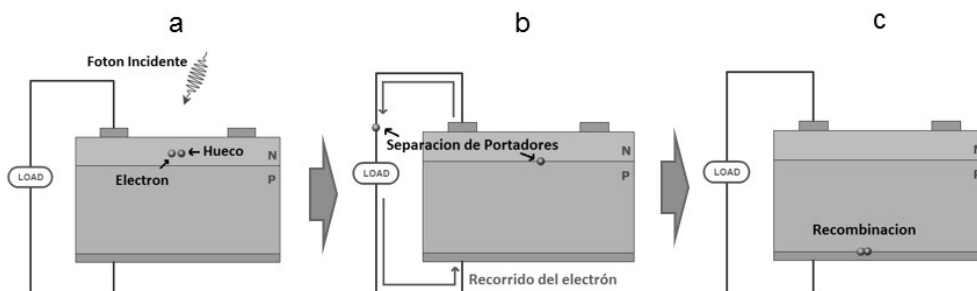 a
Foton Incidente
Hueco
Electron
N
P
LOAD
b
Separacion de Portadores
N
P
LOAD
Recorrido del electrón
c
N
P
LOAD
Recombinacion